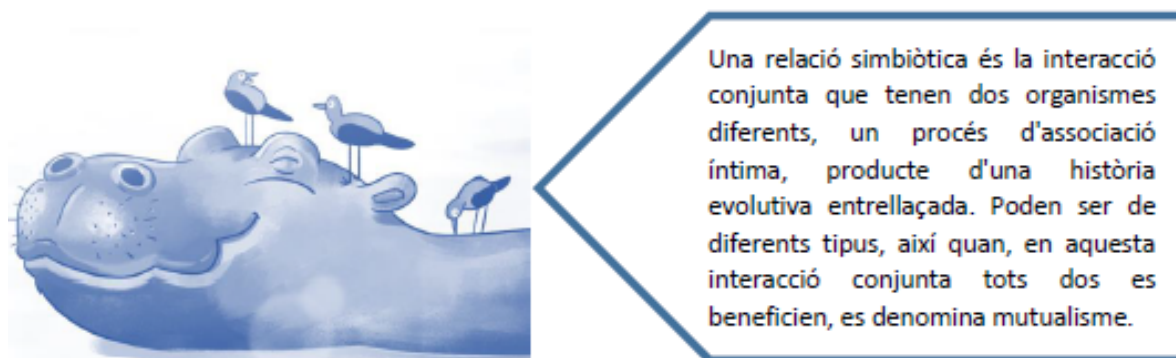 Una relació simbiòtica és la interacció
conjunta que tenen dos organismes
diferents, un procés d'associació
íntima, producte d'una història
evolutiva entrellaçada. Poden ser de
diferents tipus, així quan, en aquesta
interacció conjunta tots dos es
beneficien, es denomina mutualisme.